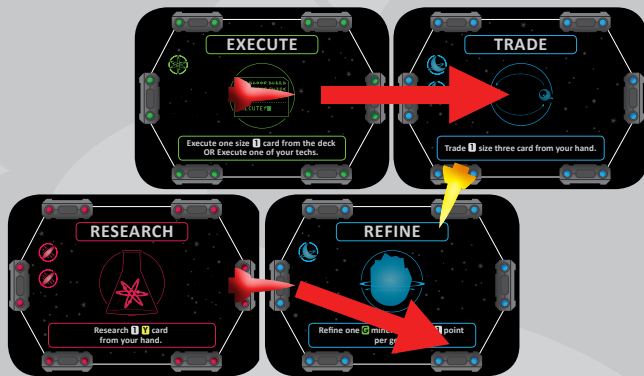 EXECUTE
Execute one size 1 card from the deck
OR Execute one of your techs.
TRADE
Trade 1 size three card from your hand.
RESEARCH
Research 1 Y card
from your hand.
REFINE
Refine one G 1 point
per